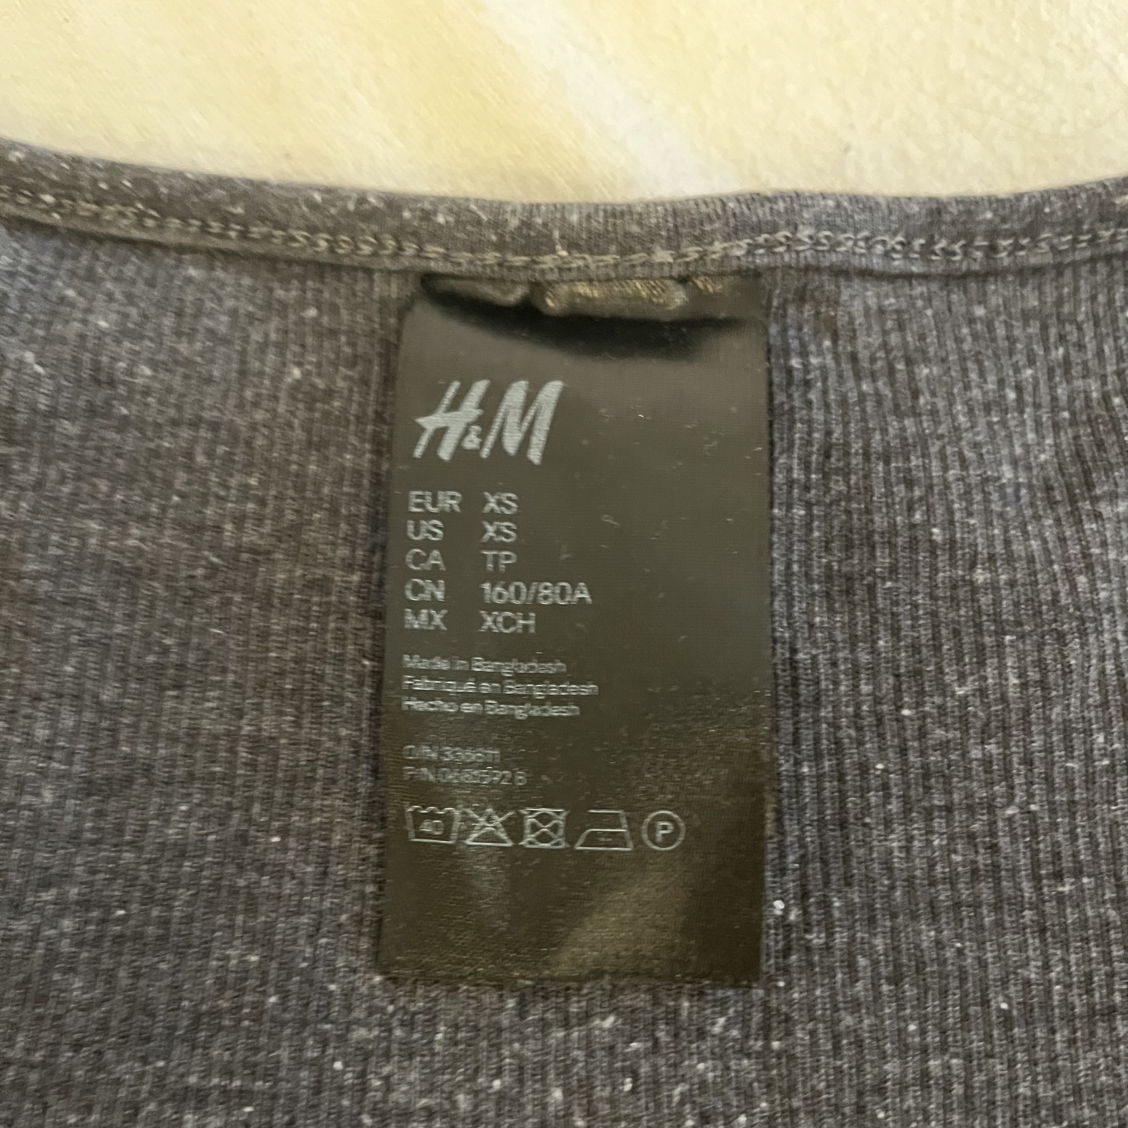 H&M
EUR XS
US XS
CA TP
CN 160/80A
MX XCH
Made in Bangladesh
Fabriqué en Bangladesh
Hecho en Bangladesh
O/N
P/N
40
P